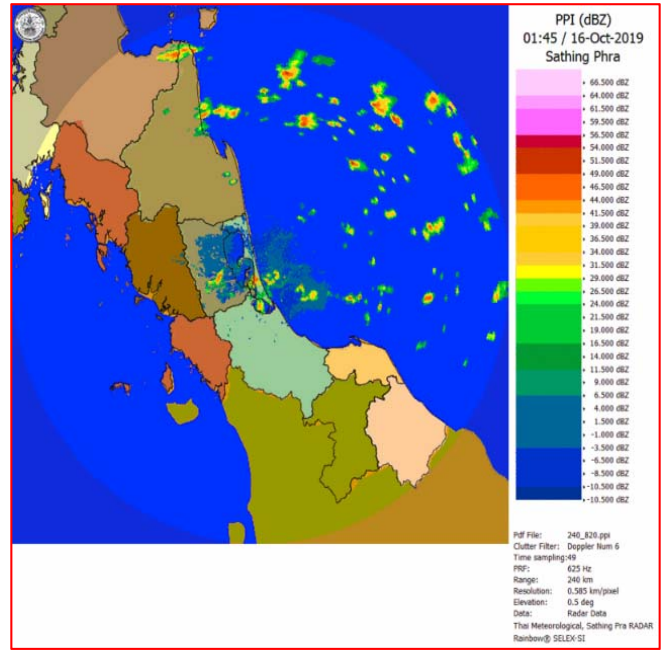 PPI (dBZ)
01:45 / 16-Oct-2019
Sathing Phra
66.500 dBZ
64.000 dBZ
61.500 dBZ
59.500 dBZ
56.500 dBZ
54.000 dBZ
51.500 dBZ
49.000 dBZ
46.500 dBZ
44.000 dBZ
41.500 dBZ
39.000 dBZ
36.500 dBZ
34.000 dBZ
31.500 dBZ
29.000 dBZ
26.500 dBZ
24.000 dBZ
21.500 dBZ
19.000 dBZ
16.500 dBZ
14.000 dBZ
11.500 dBZ
9.000 dBZ
6.500 dBZ
4.000 dBZ
1.500 dBZ
-1.000 dBZ
-3.500 dBZ
-8.500 dBZ
-10.500 dBZ
-10.500 dBZ
Pdf File: 240_820.ppi
Clutter Filter: Doppler Num 6
Time sampling:49
PRF: 625 Hz
Range: 240 km
Resolution: 0.585 km/pixel
Elevation: 0.5 deg
Data: Radar Data
Thai Meteorological, Sathing Pra RADAR
Rainbow® SELEX-SI